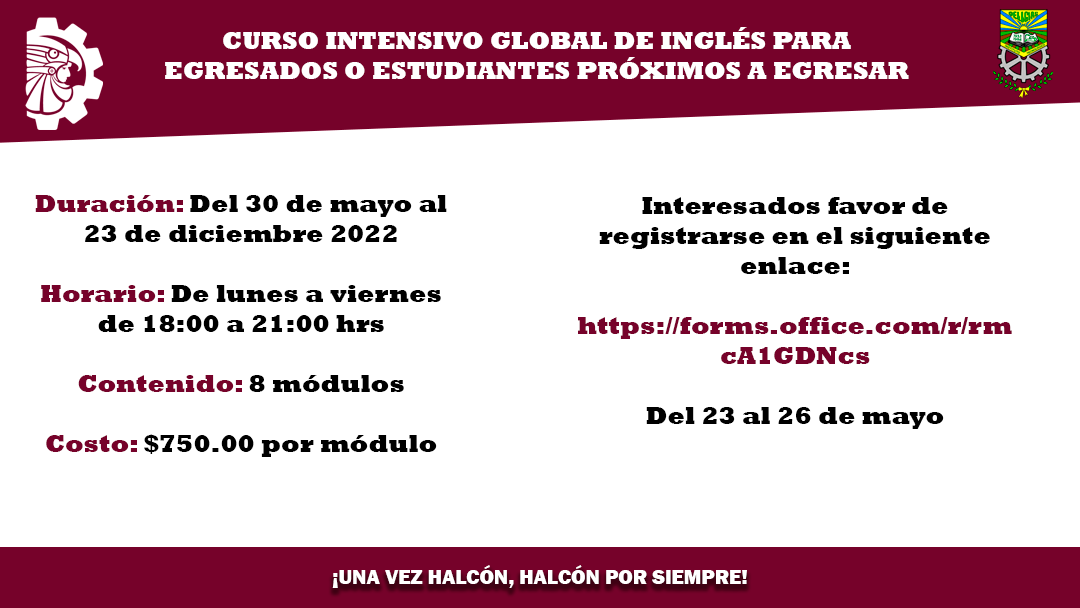 CURSO INTENSIVO GLOBAL DE INGLÉS PARA
EGRESADOS O ESTUDIANTES PRÓXIMOS A EGRESAR
Duración: Del 30 de mayo al
23 de diciembre 2022
Horario: De lunes a viernes
de 18:00 a 21:00 hrs
Contenido: 8 módulos
Costo: $750.00 por módulo
Interesados favor de
registrarse en el siguiente
enlace:
https://forms.office.com/r/rm
cA1GDNcs
Del 23 al 26 de mayo
¡UNA VEZ HALCÓN, HALCÓN POR SIEMPRE!